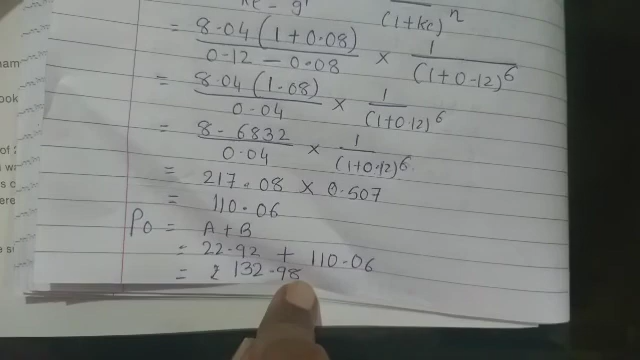 Ke - g'
(1+Ke)ⁿ
= 8.04 (1+0.08) / 0.12 - 0.08 × 1 / (1+0.12)⁶
= 8.04 (1.08) / 0.04 × 1 / (1+0.12)⁶
= 8.6832 / 0.04 × 1 / (1+0.12)⁶
= 217.08 × 0.507
= 110.06
P0 = A+B
= 22.92 + 110.06
= ₹ 132.98